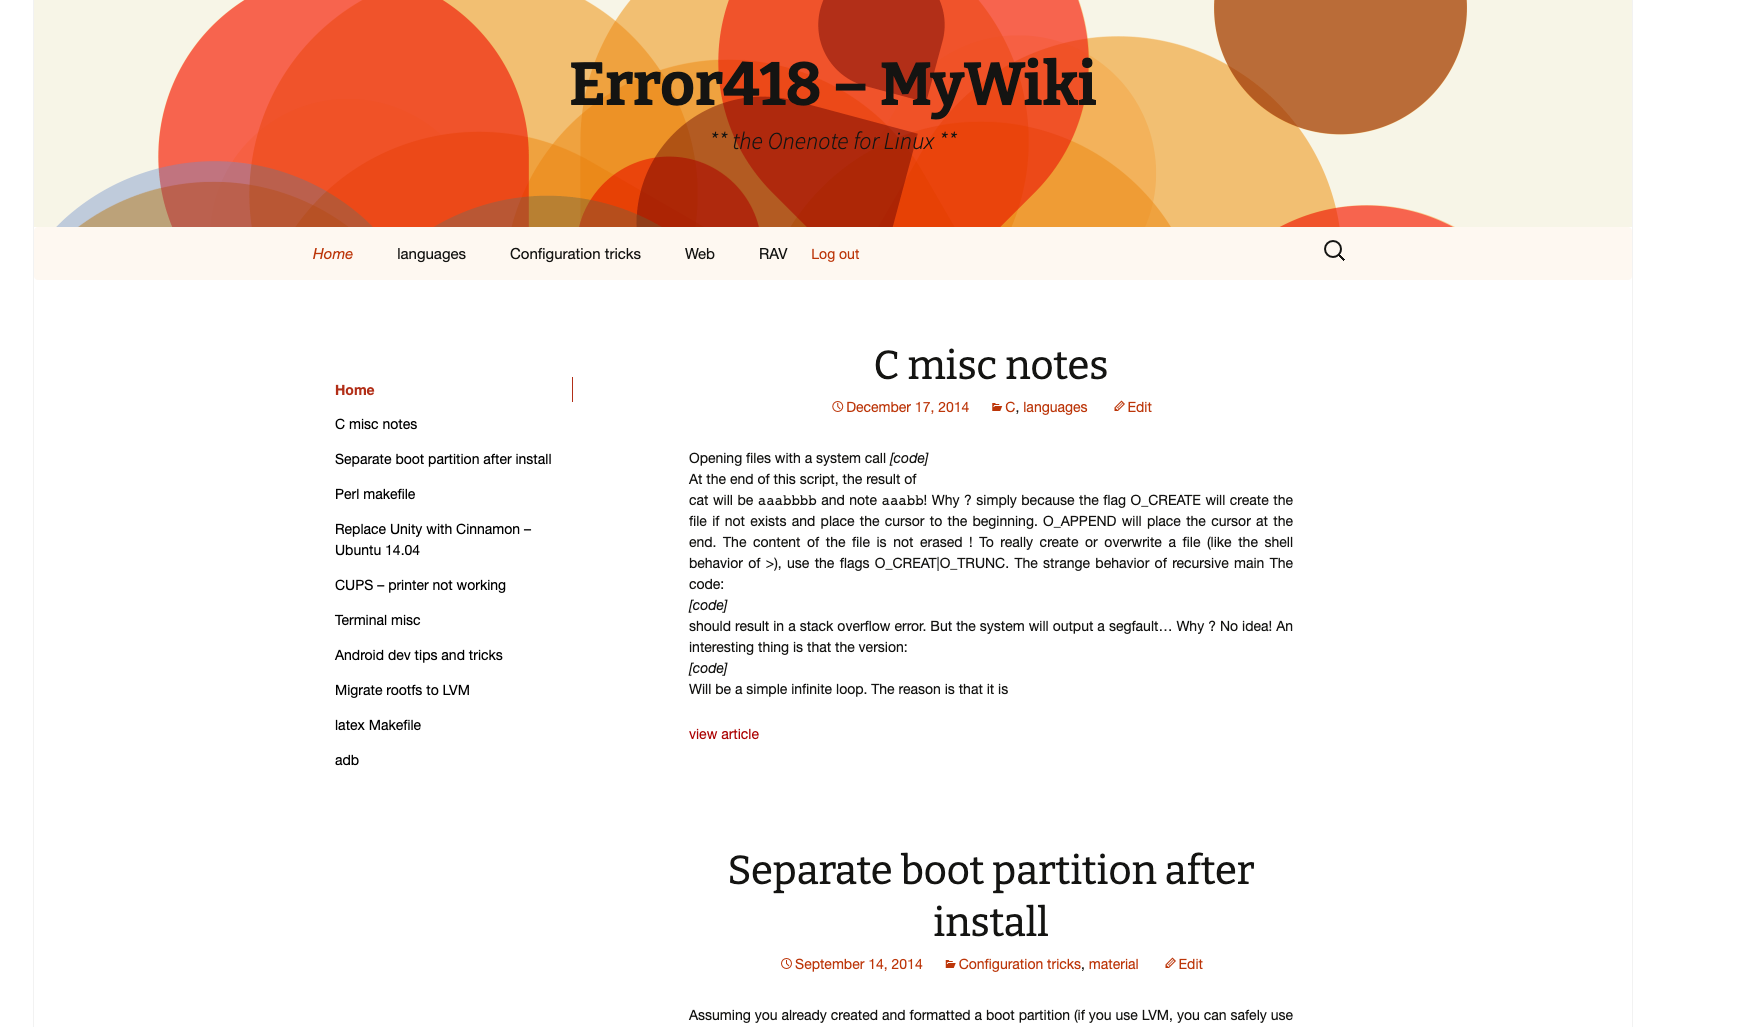 Error418 – MyWiki
** the Onenote for Linux **
Home languages Configuration tricks Web RAV Log out
Home
C misc notes
Separate boot partition after install
Perl makefile
Replace Unity with Cinnamon –
Ubuntu 14.04
CUPS – printer not working
Terminal misc
Android dev tips and tricks
Migrate rootfs to LVM
latex Makefile
adb
C misc notes
December 17, 2014 C, languages Edit
Opening files with a system call [code]
At the end of this script, the result of
cat will be aaabbbb and note aaabb! Why ? simply because the flag O_CREATE will create the
file if not exists and place the cursor to the beginning. O_APPEND will place the cursor at the
end. The content of the file is not erased ! To really create or overwrite a file (like the shell
behavior of >), use the flags O_CREAT|O_TRUNC. The strange behavior of recursive main The
code:
[code]
should result in a stack overflow error. But the system will output a segfault… Why ? No idea! An
interesting thing is that the version:
[code]
Will be a simple infinite loop. The reason is that it is
view article
Separate boot partition after
install
September 14, 2014 Configuration tricks, material Edit
Assuming you already created and formatted a boot partition (if you use LVM, you can safely use